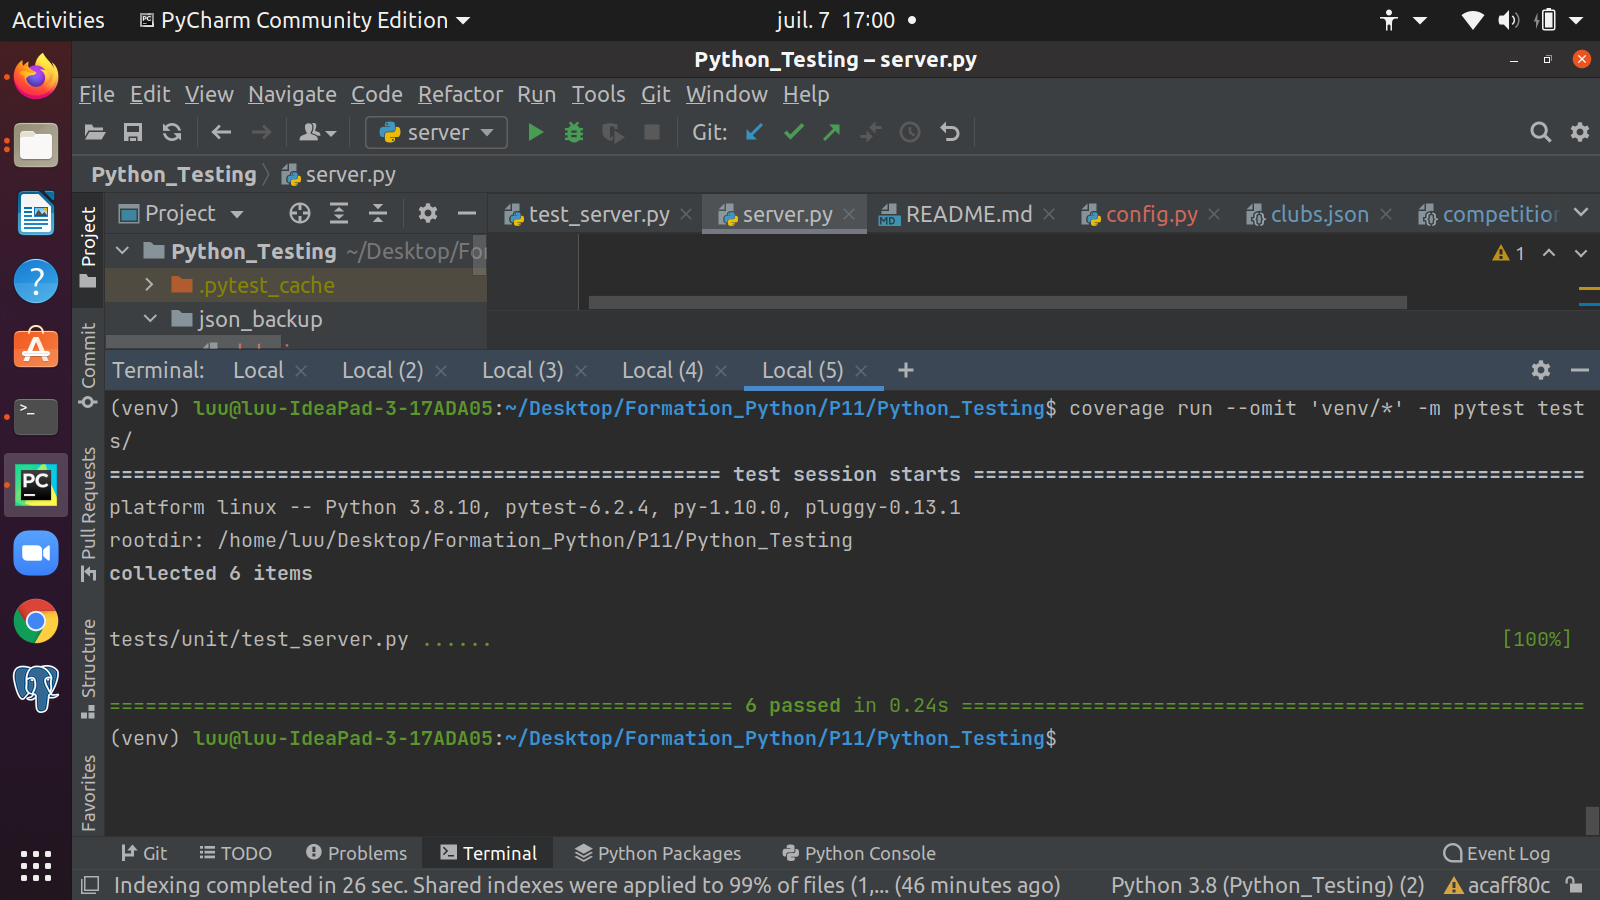 Activities PyCharm Community Edition juil. 7 17:00
Python_Testing – server.py
File Edit View Navigate Code Refactor Run Tools Git Window Help
server Git:
Python_Testing server.py
Project test_server.py server.py README.md config.py clubs.json competition
Python_Testing ~/Desktop/For
1
.pytest_cache
json_backup
Project
Commit
Pull Requests
Structure
Favorites
Terminal: Local Local (2) Local (3) Local (4) Local (5)
(venv) luu@luu-IdeaPad-3-17ADA05:~/Desktop/Formation_Python/P11/Python_Testing$ coverage run --omit 'venv/*' -m pytest test
s/
=================================================== test session starts ===================================================
platform linux -- Python 3.8.10, pytest-6.2.4, py-1.10.0, pluggy-0.13.1
rootdir: /home/luu/Desktop/Formation_Python/P11/Python_Testing
collected 6 items
tests/unit/test_server.py ...... [100%]
==================================================== 6 passed in 0.24s ====================================================
(venv) luu@luu-IdeaPad-3-17ADA05:~/Desktop/Formation_Python/P11/Python_Testing$
Git TODO Problems Terminal Python Packages Python Console Event Log
Indexing completed in 26 sec. Shared indexes were applied to 99% of files (1,... (46 minutes ago) Python 3.8 (Python_Testing) (2) acaff80c